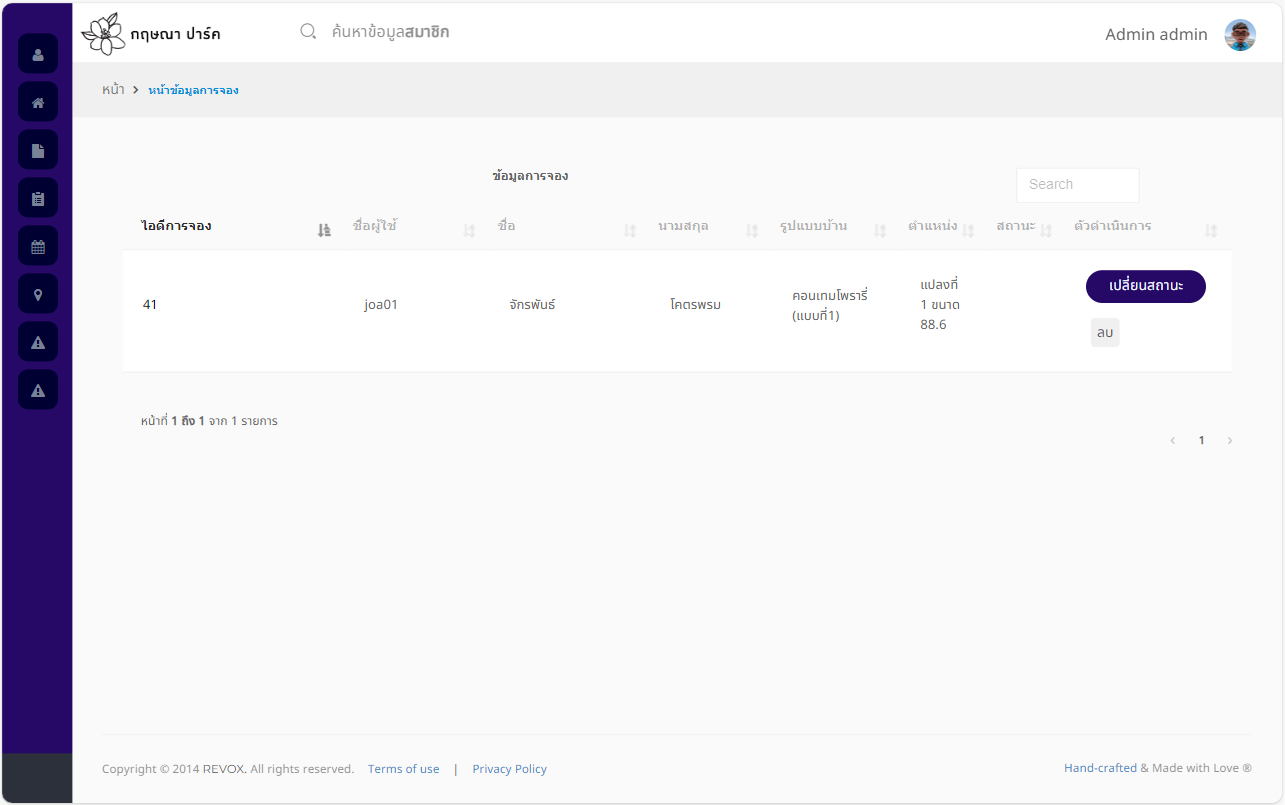 กฤษณา ปาร์ค
ค้นหาข้อมูลสมาชิก
Admin admin
หน้า > หน้าข้อมูลการจอง
ข้อมูลการจอง
Search
ไอดีการจอง ชื่อผู้ใช้ ชื่อ นามสกุล รูปแบบบ้าน ตำแหน่ง สถานะ ตัวดำเนินการ
41 joa01 จักรพันธ์ โคตรพรม
คอนเทมโพรารี่
(แบบที่1)
แปลงที่
1 ขนาด
88.6
เปลี่ยนสถานะ
ลบ
หน้าที่ 1 ถึง 1 จาก 1 รายการ
‹ 1 ›
Copyright © 2014 REVOX. All rights reserved. Terms of use | Privacy Policy
Hand-crafted & Made with Love ®